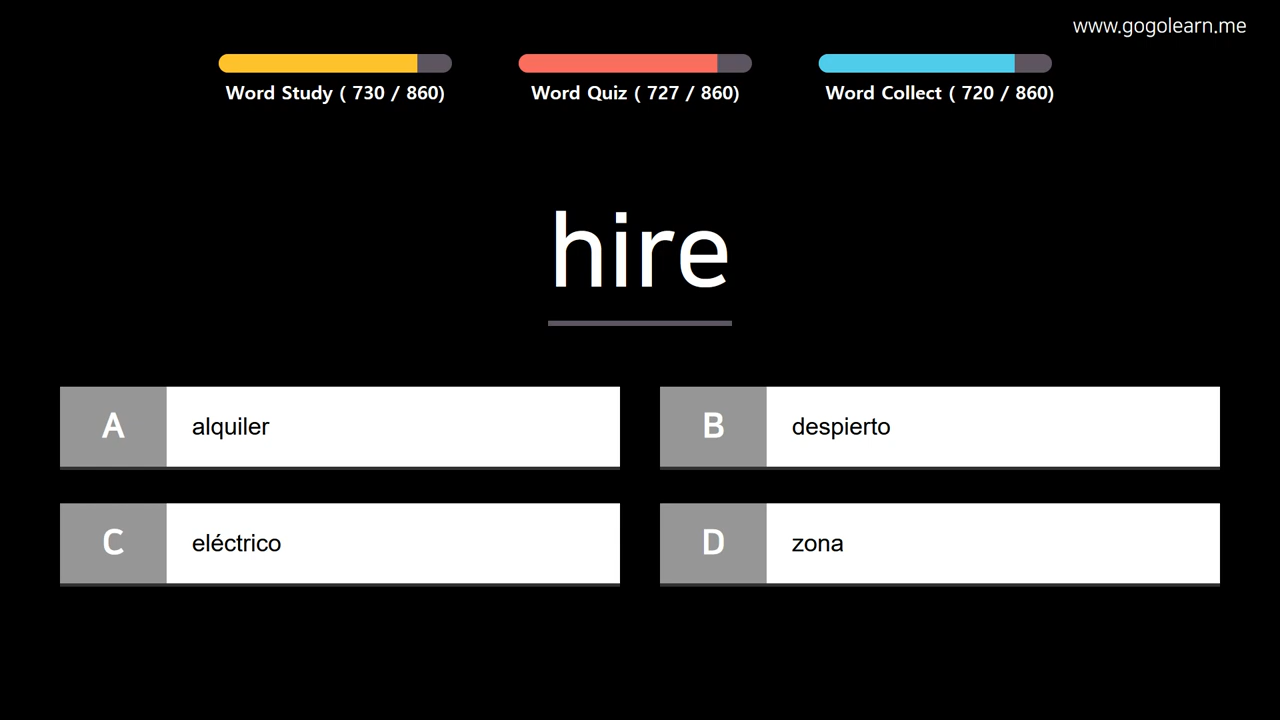 www.gogolearn.me
Word Study ( 730 / 860)
Word Quiz ( 727 / 860)
Word Collect ( 720 / 860)
hire
A alquiler
B despierto
C eléctrico
D zona